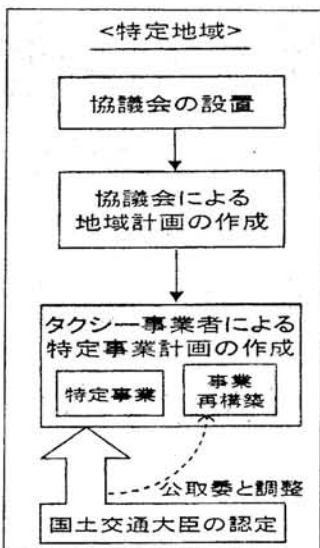 <特定地域>
協議会の設置
協議会による
地域計画の作成
タクシー事業者による
特定事業計画の作成
特定事業
事業
再構築
公取委と調整
国土交通大臣の認定